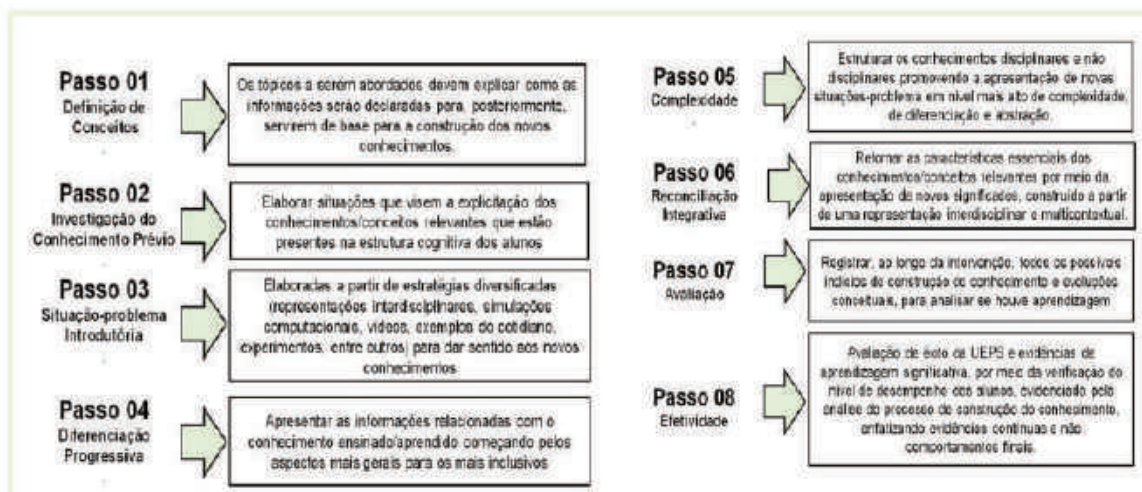 Passo 01
Definição de
Conceitos
Os tópicos a serem abordados devem explicar como as
informações serão declaradas para, posteriormente,
servirem de base para a construção dos novos
conhecimentos.
Passo 02
Investigação do
Conhecimento Prévio
Elaborar situações que visem a explicitação dos
conhecimentos/conceitos relevantes que estão
presentes na estrutura cognitiva dos alunos
Passo 03
Situação-problema
Introdutória
Elaboradas a partir de estratégias diversificadas
(representações interdisciplinares, simulações
computacionais, vídeos, exemplos do cotidiano,
experimentos, entre outros) para dar sentido aos novos
conhecimentos
Passo 04
Diferenciação
Progressiva
Apresentar as informações relacionadas com o
conhecimento ensinado/aprendido começando pelos
aspectos mais gerais para os mais inclusivos
Passo 05
Complexidade
Estruturar os conhecimentos disciplinares e não
disciplinares promovendo a apresentação de novas
situações-problema em nível mais alto de complexidade,
de diferenciação e abstração.
Passo 06
Reconciliação
Integrativa
Retomar as características essenciais dos
conhecimentos/conceitos relevantes por meio da
apresentação de novos significados, construído a partir
de uma representação interdisciplinar e multicontextual.
Passo 07
Avaliação
Registrar, ao longo da intervenção, todos os possíveis
indícios de construção do conhecimento e evoluções
conceituais, para analisar se houve aprendizagem
Passo 08
Efetividade
Avaliação do êxito da UEPS e evidências de
aprendizagem significativa, por meio da verificação do
nível de desempenho dos alunos, evidenciado pela
análise do processo de construção do conhecimento,
enfatizando evidências contínuas e não
comportamentos finais.